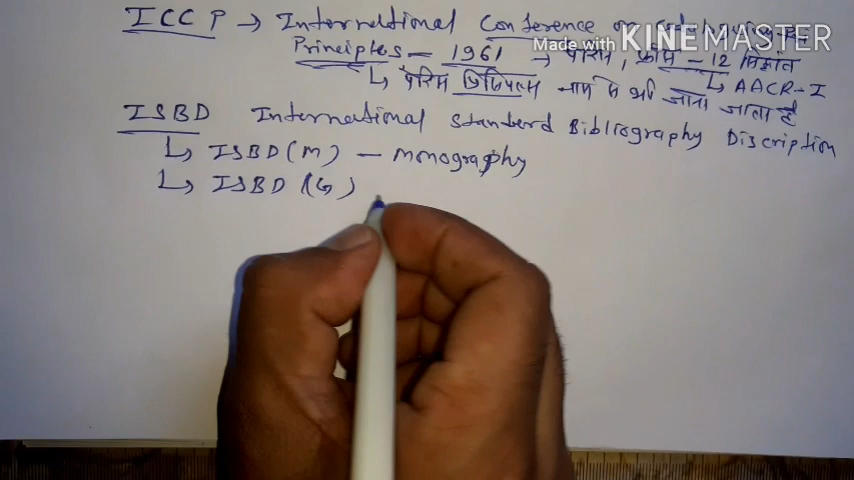 ICCP → International Conference on
Made with KINEMASTER
Principles - 1961 → पेरिस, फ्रांस - 12 सिद्धांत
↳ पेरिस प्रिंसिपल्स नाम से भी जाना जाता है ↳ AACR-I
ISBD International Standerd Bibliography Discription
↳ ISBD (M) — Monography
↳ ISBD (G)